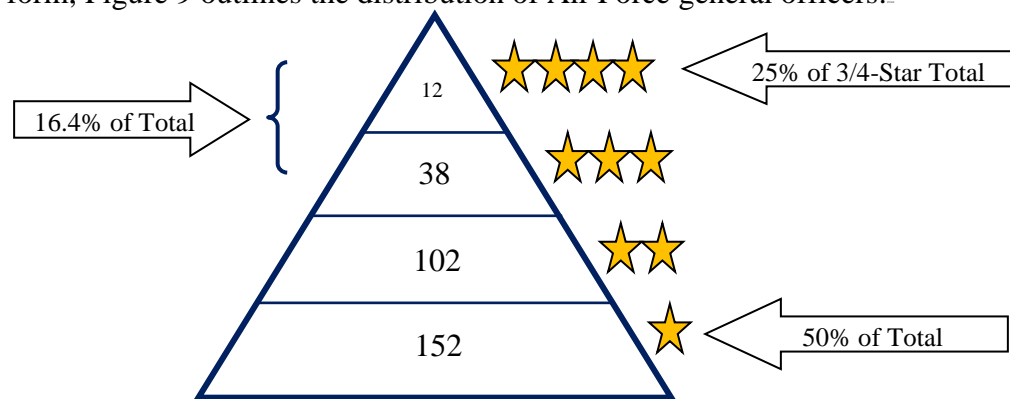 form, Figure 9 outlines the distribution of Air Force general officers.
12
25% of 3/4-Star Total
16.4% of Total
38
102
152
50% of Total